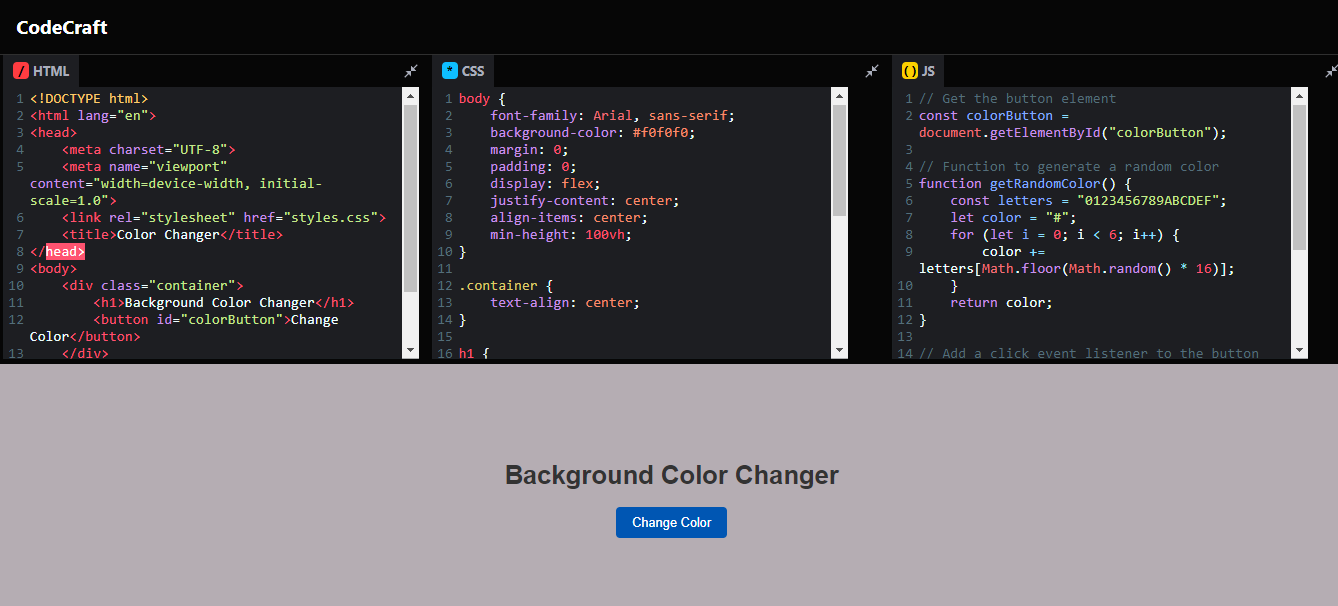 CodeCraft
/ HTML
* CSS
() JS
1 <!DOCTYPE html>
2 <html lang="en">
3 <head>
4     <meta charset="UTF-8">
5     <meta name="viewport"
content="width=device-width, initial-
scale=1.0">
6     <link rel="stylesheet" href="styles.css">
7     <title>Color Changer</title>
8 </head>
9 <body>
10     <div class="container">
11         <h1>Background Color Changer</h1>
12         <button id="colorButton">Change
Color</button>
13     </div>
1 body {
2     font-family: Arial, sans-serif;
3     background-color: #f0f0f0;
4     margin: 0;
5     padding: 0;
6     display: flex;
7     justify-content: center;
8     align-items: center;
9     min-height: 100vh;
10 }
11
12 .container {
13     text-align: center;
14 }
15
16 h1 {
1 // Get the button element
2 const colorButton =
document.getElementById("colorButton");
3
4 // Function to generate a random color
5 function getRandomColor() {
6     const letters = "0123456789ABCDEF";
7     let color = "#";
8     for (let i = 0; i < 6; i++) {
9         color +=
letters[Math.floor(Math.random() * 16)];
10     }
11     return color;
12 }
13
14 // Add a click event listener to the button
Background Color Changer
Change Color